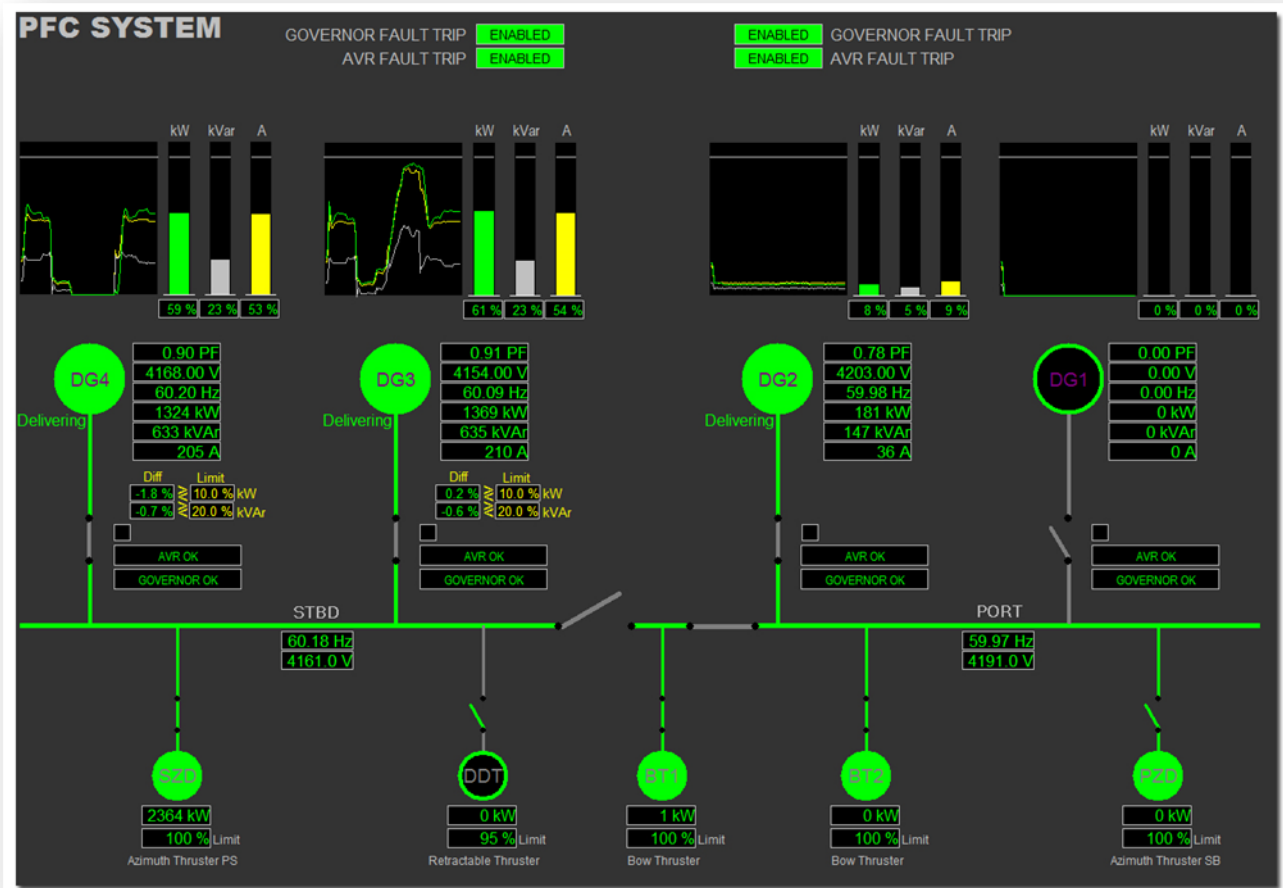 PFC SYSTEM
GOVERNOR FAULT TRIP ENABLED
AVR FAULT TRIP ENABLED
ENABLED GOVERNOR FAULT TRIP
ENABLED AVR FAULT TRIP
kW kVar A
59 % 23 % 53 %
kW kVar A
61 % 23 % 54 %
kW kVar A
8 % 5 % 9 %
kW kVar A
0 % 0 % 0 %
DG4
Delivering
0.90 PF
4168.00 V
60.20 Hz
1324 kW
633 kVAr
205 A
Diff Limit
-1.8 % 10.0 % kW
-0.7 % 20.0 % kVAr
AVR OK
GOVERNOR OK
DG3
Delivering
0.91 PF
4154.00 V
60.09 Hz
1369 kW
635 kVAr
210 A
Diff Limit
0.2 % 10.0 % kW
-0.6 % 20.0 % kVAr
AVR OK
GOVERNOR OK
DG2
Delivering
0.78 PF
4203.00 V
59.98 Hz
181 kW
147 kVAr
36 A
AVR OK
GOVERNOR OK
DG1
0.00 PF
0.00 V
0.00 Hz
0 kW
0 kVAr
0 A
AVR OK
GOVERNOR OK
STBD
60.18 Hz
4161.0 V
PORT
59.97 Hz
4191.0 V
SZD
2364 kW
100 % Limit
Azimuth Thruster PS
DDT
0 kW
95 % Limit
Retractable Thruster
BT1
1 kW
100 % Limit
Bow Thruster
BT2
0 kW
100 % Limit
Bow Thruster
PZD
0 kW
100 % Limit
Azimuth Thruster SB